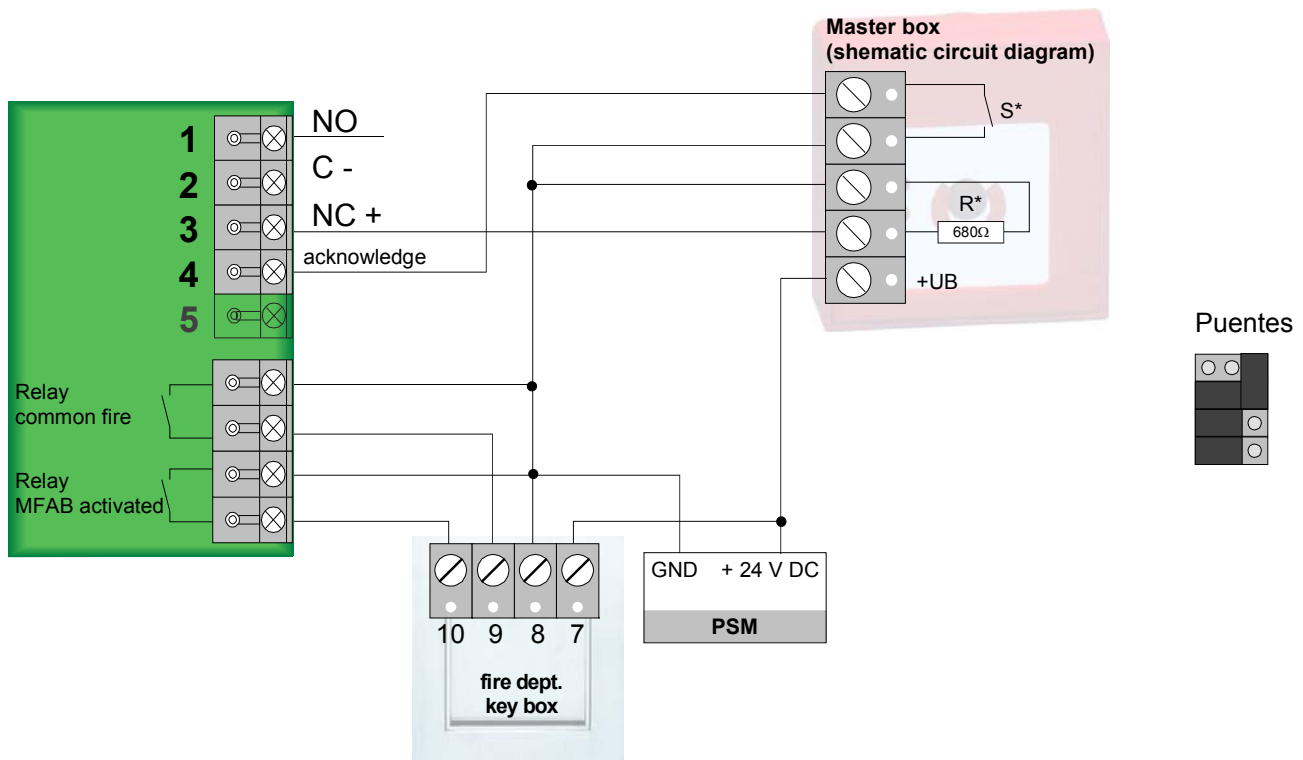 Master box
(shematic circuit diagram)
S*
R*
680Ω
+UB
1
NO
2
C -
3
NC +
4
acknowledge
5
Relay
common fire
Relay
MFAB activated
Puentes
GND + 24 V DC
PSM
10 9 8 7
fire dept.
key box